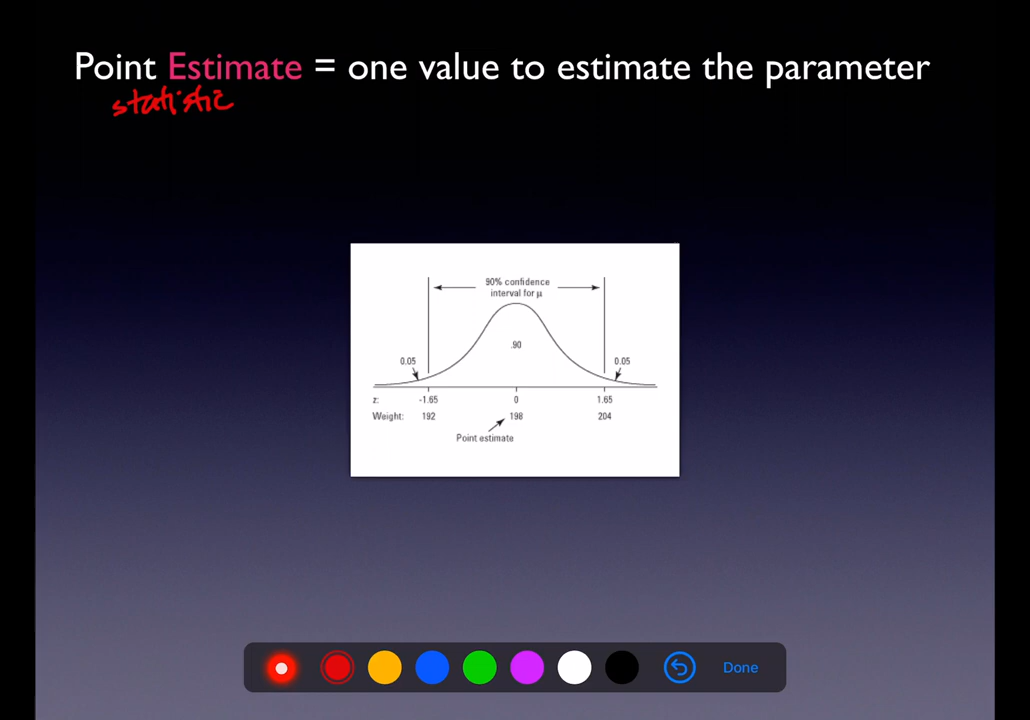 Point Estimate = one value to estimate the parameter
statistic
90% confidence
interval for μ
.90
0.05
0.05
z: -1.65 0 1.65
Weight: 192 198 204
Point estimate
Done